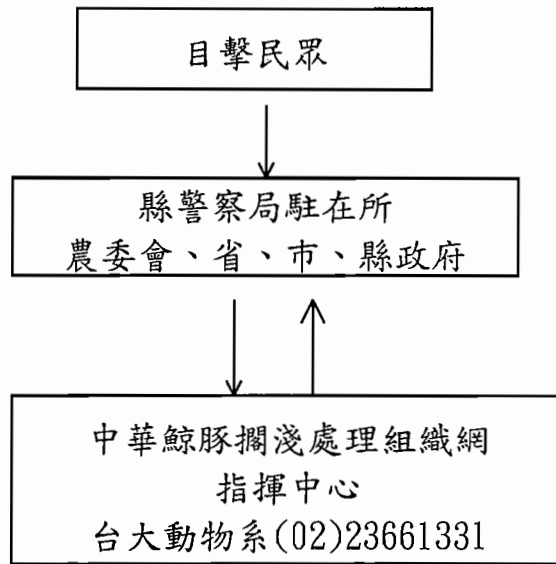 目擊民眾
縣警察局駐在所
農委會、省、市、縣政府
中華鯨豚擱淺處理組織網
指揮中心
台大動物系(02)23661331